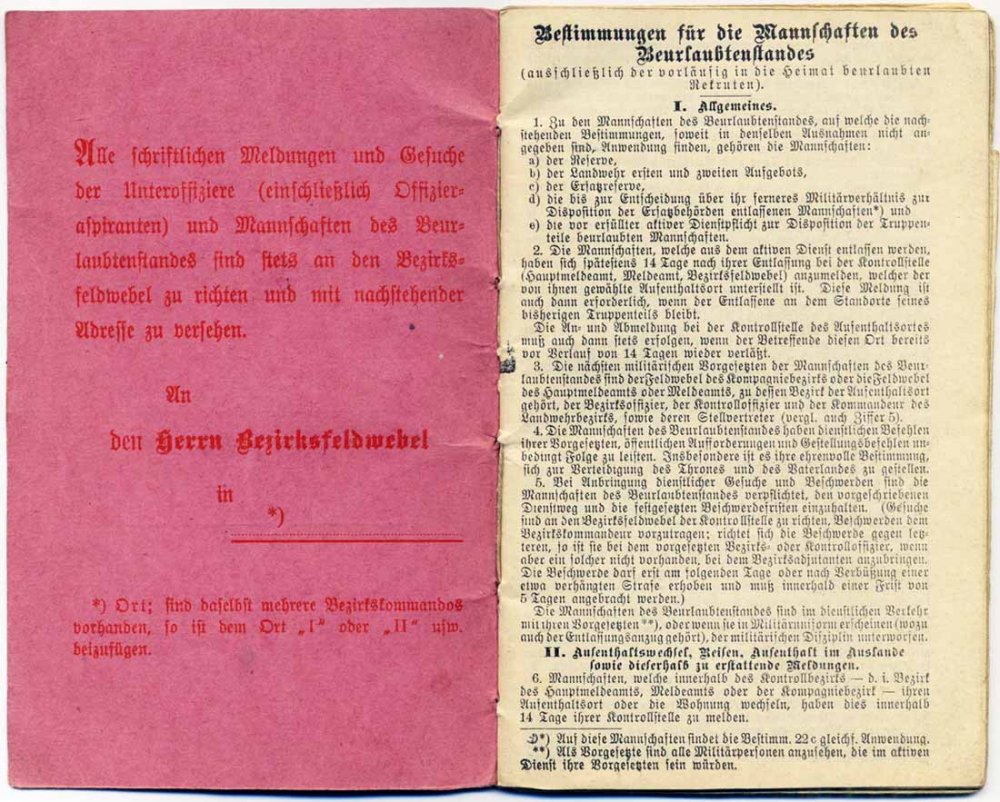 Alle schriftlichen Meldungen und Gesuche
der Unteroffiziere (einschließlich Offizier-
aspiranten) und Mannschaften des Beur-
laubtenstandes sind stets an den Bezirks-
feldwebel zu richten und mit nachstehender
Adresse zu versehen.
An
den Herrn Bezirksfeldwebel
in
*)
*) Ort; sind daselbst mehrere Bezirkskommandos
vorhanden, so ist dem Ort „I" oder „II" usw.
beizufügen.
Bestimmungen für die Mannschaften des
Beurlaubtenstandes
(ausschließlich der vorläufig in die Heimat beurlaubten
Rekruten).
I. Allgemeines.
1. Zu den Mannschaften des Beurlaubtenstandes, auf welche die nach-
stehenden Bestimmungen, soweit in denselben Ausnahmen nicht an-
gegeben sind, Anwendung finden, gehören die Mannschaften:
a) der Reserve,
b) der Landwehr ersten und zweiten Aufgebots,
c) der Ersatzreserve,
d) die bis zur Entscheidung über ihr ferneres Militärverhältnis zur
Disposition der Ersatzbehörden entlassenen Mannschaften*) und
e) die vor erfüllter aktiver Dienstpflicht zur Disposition der Truppen-
teile beurlaubten Mannschaften.
2. Die Mannschaften, welche aus dem aktiven Dienst entlassen werden,
haben sich spätestens 14 Tage nach ihrer Entlassung bei der Kontrollstelle
(Hauptmeldeamt, Meldeamt, Bezirksfeldwebel) anzumelden, welcher der
von ihnen gewählte Aufenthaltsort unterstellt ist. Diese Meldung ist
auch dann erforderlich, wenn der Entlassene am Standorte seines
bisherigen Truppenteils bleibt.
Die An- und Abmeldung bei der Kontrollstelle des Aufenthaltsortes
muß auch dann stets erfolgen, wenn der Betreffende diesen Ort bereits
vor Verlauf von 14 Tagen wieder verläßt.
3. Die nächsten militärischen Vorgesetzten der Mannschaften des Beur-
laubtenstandes sind der Feldwebel des Kompagniebezirks oder die Feldwebel
des Hauptmeldeamts oder Meldeamts, zu dessen Bezirk der Aufenthaltsort
gehört, der Bezirksoffizier, der Kontrolloffizier und der Kommandeur des
Landwehrbezirks, sowie deren Stellvertreter (vergl. auch Ziffer 5).
4. Die Mannschaften des Beurlaubtenstandes haben dienstlichen Befehlen
ihrer Vorgesetzten, öffentlichen Aufforderungen und Gestellungsbefehlen un-
bedingt Folge zu leisten. Insbesondere ist es ihre ehrenvolle Bestimmung,
sich zur Verteidigung des Thrones und des Vaterlandes zu gestellen.
5. Bei Anbringung dienstlicher Gesuche und Beschwerden sind die
Mannschaften des Beurlaubtenstandes verpflichtet, den vorgeschriebenen
Dienstweg und die festgesetzten Beschwerdefristen einzuhalten. (Gesuche
sind an den Bezirksfeldwebel der Kontrollstelle zu richten, Beschwerden dem
Bezirkskommandeur vorzutragen; richtet sich die Beschwerde gegen letz-
teren, so ist sie bei dem vorgesetzten Bezirks- oder Kontrolloffizier, wenn
aber ein solcher nicht vorhanden, bei dem Bezirksadjutanten anzubringen.
Die Beschwerde darf erst am folgenden Tage oder nach Verbüßung einer
etwa verhängten Strafe erhoben und muß innerhalb einer Frist von
5 Tagen angebracht werden.)
Die Mannschaften des Beurlaubtenstandes sind im dienstlichen Verkehr
mit ihren Vorgesetzten **), oder wenn sie in Militäruniform erscheinen (wozu
auch der Entlassungsanzug gehört), der militärischen Disziplin unterworfen.
II. Aufenthaltswechsel, Reisen, Aufenthalt im Auslande
sowie dieserhalb zu erstattende Meldungen.
6. Mannschaften, welche innerhalb des Kontrollbezirks — d. i. Bezirk
des Hauptmeldeamts, Meldeamts oder der Kompagniebezirk — ihren
Aufenthaltsort oder die Wohnung wechseln, haben dies innerhalb
14 Tage ihrer Kontrollstelle zu melden.
*) Auf diese Mannschaften findet die Bestimm. 22c gleichf. Anwendung.
**) Als Vorgesetzte sind alle Militärpersonen anzusehen, die im aktiven
Dienst ihre Vorgesetzten sein würden.